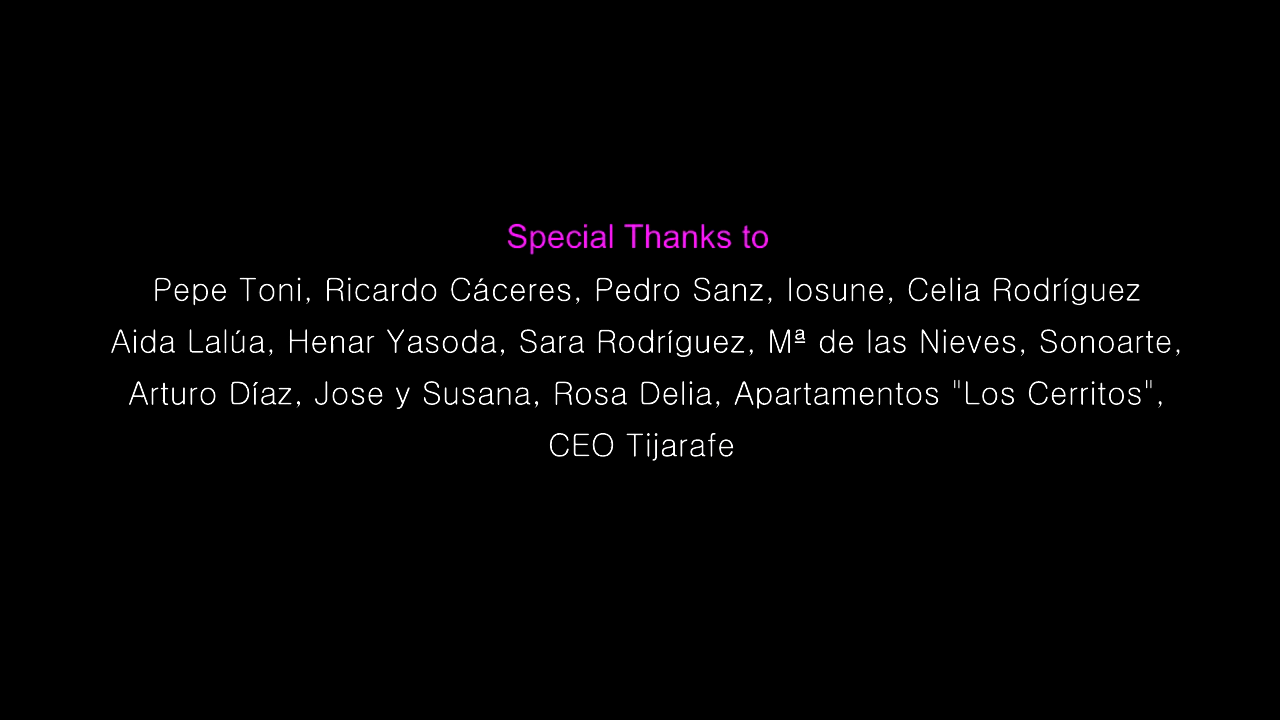 Special Thanks to
Pepe Toni, Ricardo Cáceres, Pedro Sanz, Iosune, Celia Rodríguez
Aida Lalúa, Henar Yasoda, Sara Rodríguez, Mª de las Nieves, Sonoarte,
Arturo Díaz, Jose y Susana, Rosa Delia, Apartamentos "Los Cerritos",
CEO Tijarafe